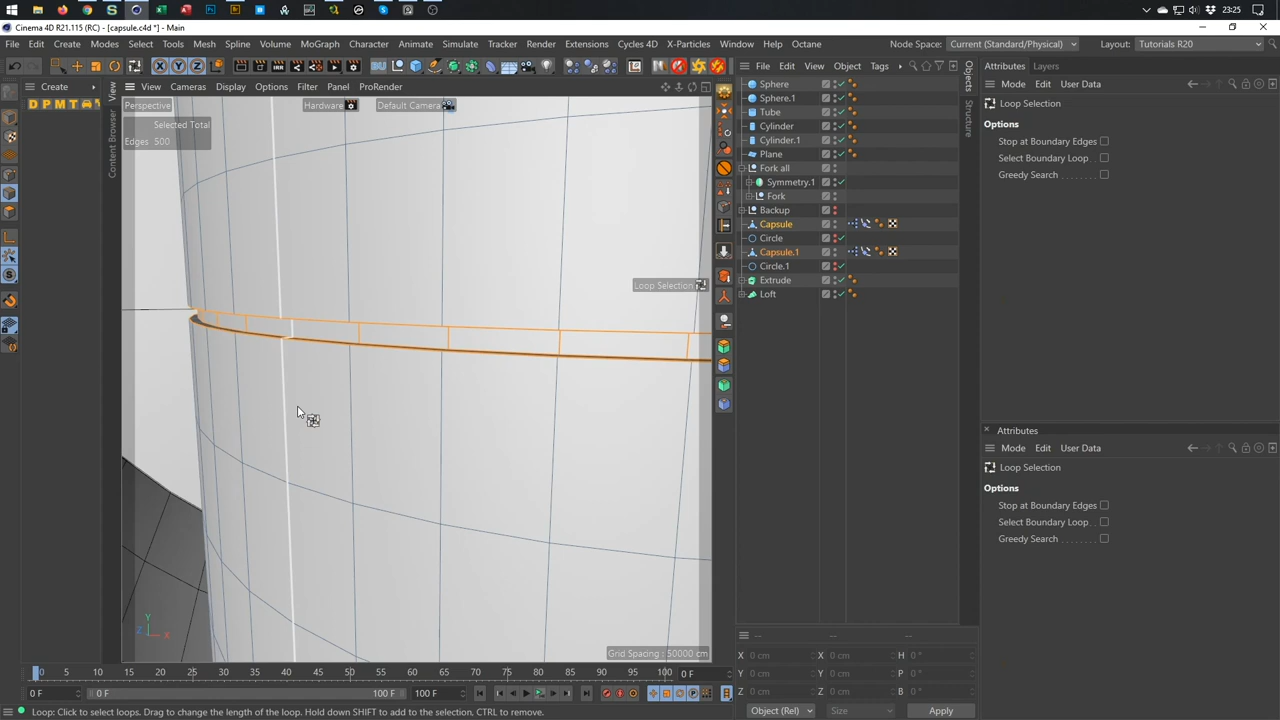 23:25
Cinema 4D R21.115 (RC) - [capsule.c4d *] - Main
File Edit Create Modes Select Tools Mesh Spline Volume MoGraph Character Animate Simulate Tracker Render Extensions Cycles 4D X-Particles Window Help Octane Node Space: Current (Standard/Physical) Layout: Tutorials R20
X Y Z
Create
View Cameras Display Options Filter Panel ProRender
File Edit View Object Tags
Attributes Layers
Mode Edit User Data
D P M T
Perspective
Hardware
Default Camera
Selected Total
Edges 500
View
Content Browser
Objects
Structure
Sphere
Sphere.1
Tube
Cylinder
Cylinder.1
Plane
Fork all
Symmetry.1
Fork
Backup
Capsule
Circle
Capsule.1
Circle.1
Extrude
Loft
Loop Selection
Options
Stop at Boundary Edges
Select Boundary Loop
Greedy Search
Loop Selection
Attributes
Mode Edit User Data
Loop Selection
Options
Stop at Boundary Edges
Select Boundary Loop
Greedy Search
Y
Z X
Grid Spacing : 50000 cm
0 5 10 15 20 25 30 35 40 45 50 55 60 65 70 75 80 85 90 95 100 0 F
0 F 0 F 100 F 100 F
-- -- --
X 0 cm X 0 cm H 0 °
Y 0 cm Y 0 cm P 0 °
Z 0 cm Z 0 cm B 0 °
Object (Rel) Size Apply
Loop: Click to select loops. Drag to change the length of the loop. Hold down SHIFT to add to the selection, CTRL to remove.